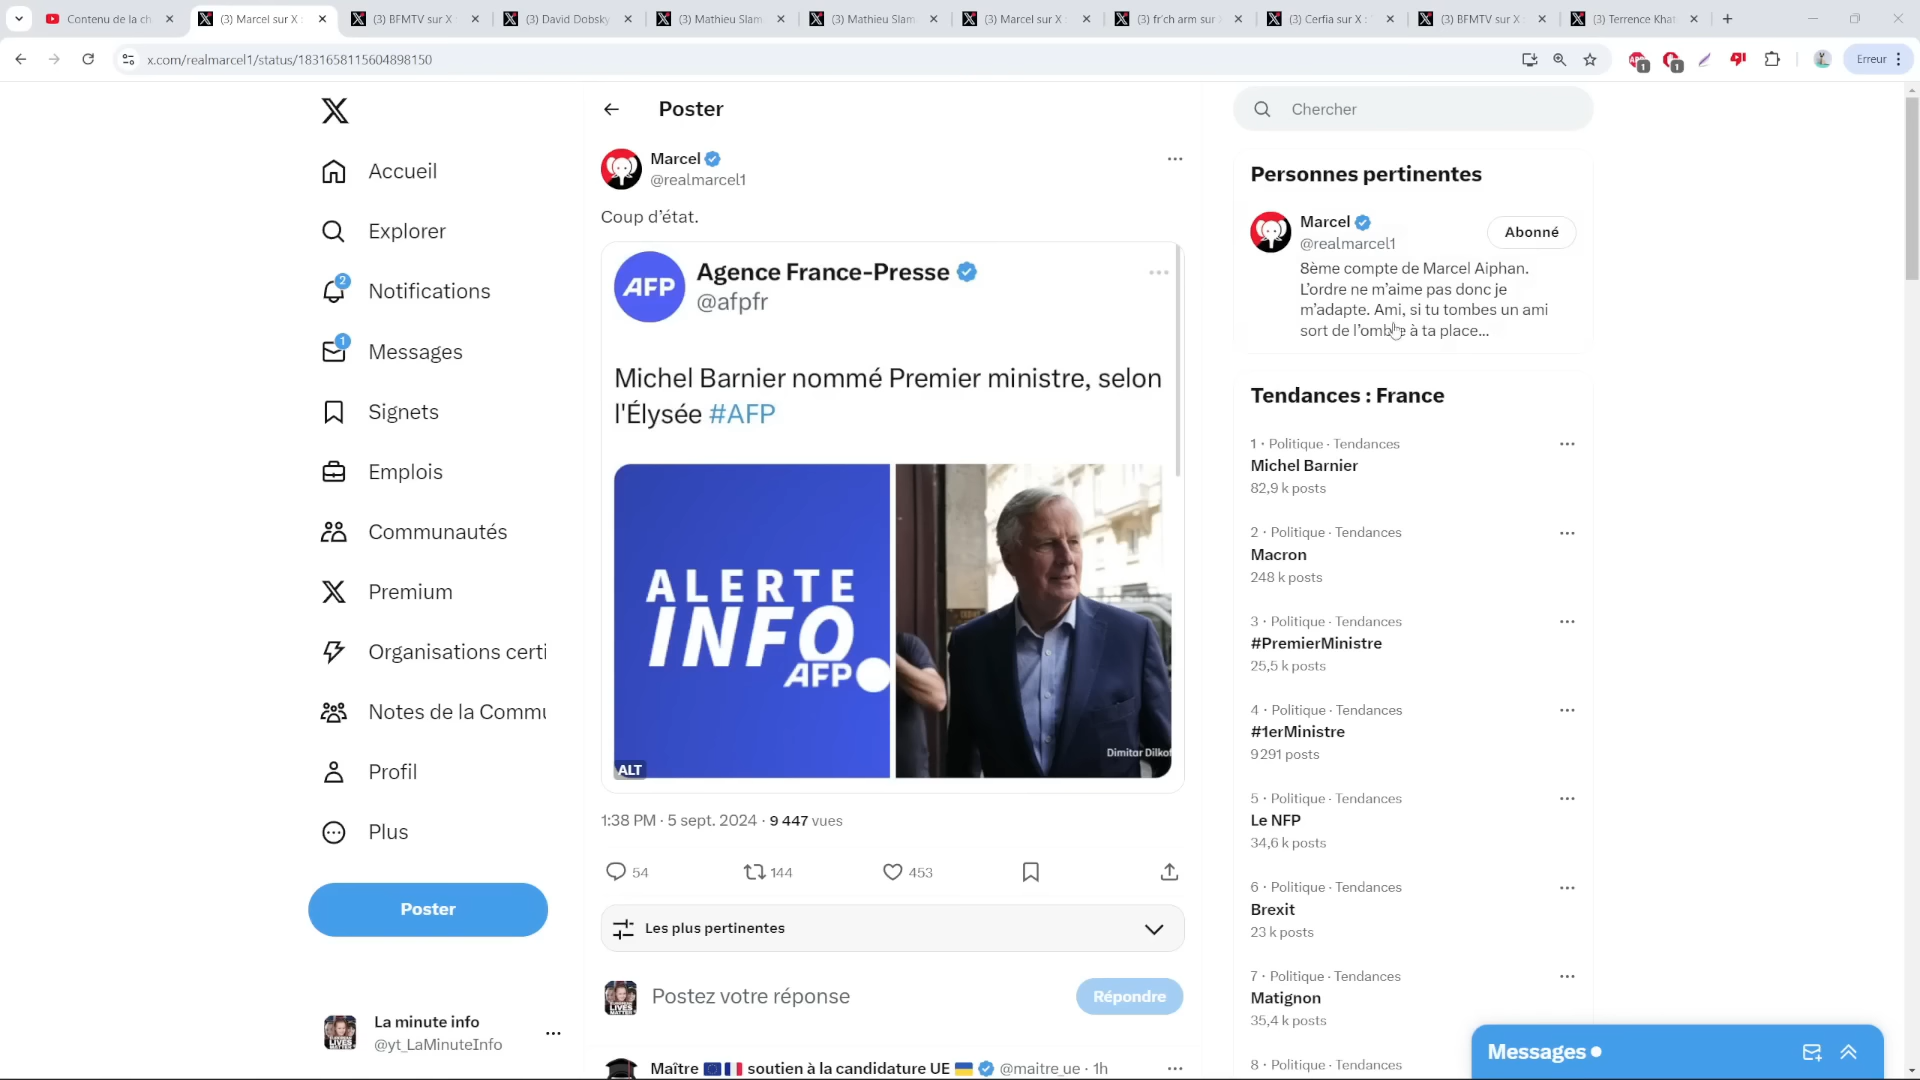 Contenu de la ch
(3) Marcel sur X :
(3) BFMTV sur X
(3) David Dobsky
(3) Mathieu Slam
(3) Mathieu Slam
(3) Marcel sur X :
(3) fr'ch arm sur
(3) Cerfia sur X : "
(3) BFMTV sur X
(3) Terrence Khat
x.com/realmarcel1/status/1831658115604898150
1
1
Erreur
Accueil
Explorer
2
Notifications
1
Messages
Signets
Emplois
Communautés
Premium
Organisations certi
Notes de la Commu
Profil
Plus
Poster
La minute info
@yt_LaMinuteInfo
Poster
Marcel
@realmarcel1
Coup d'état.
AFP
Agence France-Presse
@afpfr
Michel Barnier nommé Premier ministre, selon
l'Élysée #AFP
ALERTE
INFO
AFP
ALT
Dimitar Dilkof
1:38 PM · 5 sept. 2024 · 9 447 vues
54
144
453
Les plus pertinentes
Postez votre réponse
Répondre
Maître 🇪🇺🇫🇷 soutien à la candidature UE 🇺🇦 @maitre_ue · 1h
Chercher
Personnes pertinentes
Marcel
@realmarcel1
Abonné
8ème compte de Marcel Aiphan.
L'ordre ne m'aime pas donc je
m'adapte. Ami, si tu tombes un ami
sort de l'ombre à ta place...
Tendances : France
1 · Politique · Tendances
Michel Barnier
82,9 k posts
2 · Politique · Tendances
Macron
248 k posts
3 · Politique · Tendances
#PremierMinistre
25,5 k posts
4 · Politique · Tendances
#1erMinistre
9 291 posts
5 · Politique · Tendances
Le NFP
34,6 k posts
6 · Politique · Tendances
Brexit
23 k posts
7 · Politique · Tendances
Matignon
35,4 k posts
8 · Politique · Tendances
Messages